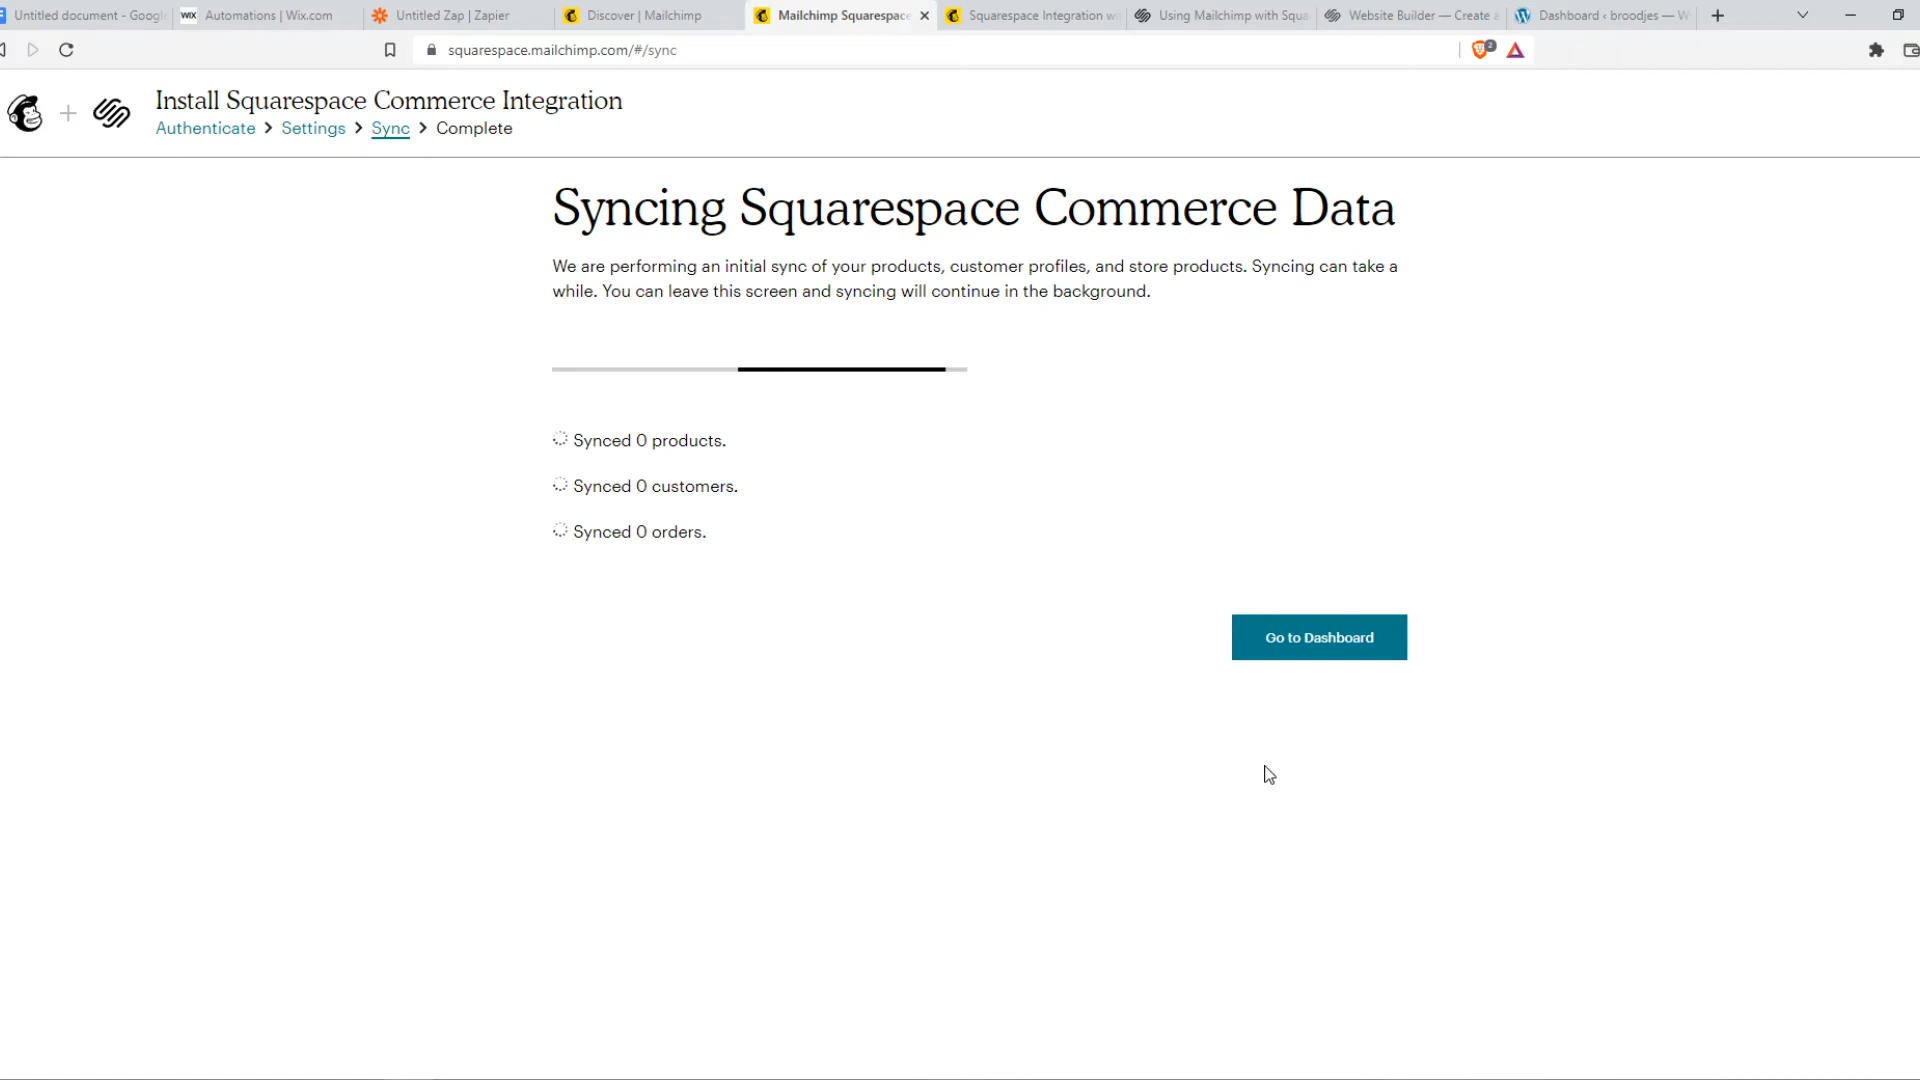 Untitled document - Googl
WIX Automations | Wix.com
Untitled Zap | Zapier
Discover | Mailchimp
Mailchimp Squarespace
Squarespace Integration wi
Using Mailchimp with Squa
Website Builder — Create a
Dashboard ‹ broodjes — W
squarespace.mailchimp.com/#/sync
2
Install Squarespace Commerce Integration
Authenticate > Settings > Sync > Complete
Syncing Squarespace Commerce Data
We are performing an initial sync of your products, customer profiles, and store products. Syncing can take a
while. You can leave this screen and syncing will continue in the background.
Synced 0 products.
Synced 0 customers.
Synced 0 orders.
Go to Dashboard